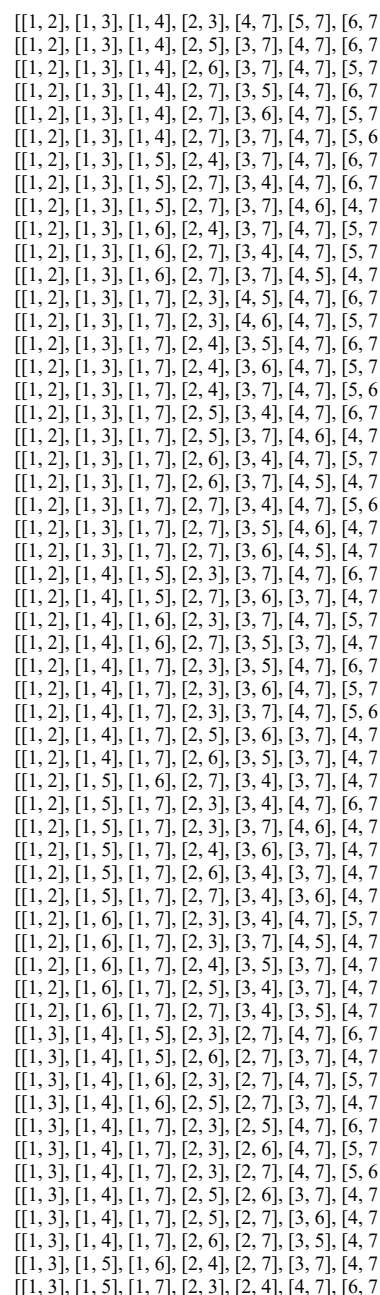 [[1, 2], [1, 3], [1, 4], [2, 3], [4, 7], [5, 7], [6, 7
[[1, 2], [1, 3], [1, 4], [2, 5], [3, 7], [4, 7], [6, 7
[[1, 2], [1, 3], [1, 4], [2, 6], [3, 7], [4, 7], [5, 7
[[1, 2], [1, 3], [1, 4], [2, 7], [3, 5], [4, 7], [6, 7
[[1, 2], [1, 3], [1, 4], [2, 7], [3, 6], [4, 7], [5, 7
[[1, 2], [1, 3], [1, 4], [2, 7], [3, 7], [4, 7], [5, 6
[[1, 2], [1, 3], [1, 5], [2, 4], [3, 7], [4, 7], [6, 7
[[1, 2], [1, 3], [1, 5], [2, 7], [3, 4], [4, 7], [6, 7
[[1, 2], [1, 3], [1, 5], [2, 7], [3, 7], [4, 6], [4, 7
[[1, 2], [1, 3], [1, 6], [2, 4], [3, 7], [4, 7], [5, 7
[[1, 2], [1, 3], [1, 6], [2, 7], [3, 4], [4, 7], [5, 7
[[1, 2], [1, 3], [1, 6], [2, 7], [3, 7], [4, 5], [4, 7
[[1, 2], [1, 3], [1, 7], [2, 3], [4, 5], [4, 7], [6, 7
[[1, 2], [1, 3], [1, 7], [2, 3], [4, 6], [4, 7], [5, 7
[[1, 2], [1, 3], [1, 7], [2, 4], [3, 5], [4, 7], [6, 7
[[1, 2], [1, 3], [1, 7], [2, 4], [3, 6], [4, 7], [5, 7
[[1, 2], [1, 3], [1, 7], [2, 4], [3, 7], [4, 7], [5, 6
[[1, 2], [1, 3], [1, 7], [2, 5], [3, 4], [4, 7], [6, 7
[[1, 2], [1, 3], [1, 7], [2, 5], [3, 7], [4, 6], [4, 7
[[1, 2], [1, 3], [1, 7], [2, 6], [3, 4], [4, 7], [5, 7
[[1, 2], [1, 3], [1, 7], [2, 6], [3, 7], [4, 5], [4, 7
[[1, 2], [1, 3], [1, 7], [2, 7], [3, 4], [4, 7], [5, 6
[[1, 2], [1, 3], [1, 7], [2, 7], [3, 5], [4, 6], [4, 7
[[1, 2], [1, 3], [1, 7], [2, 7], [3, 6], [4, 5], [4, 7
[[1, 2], [1, 4], [1, 5], [2, 3], [3, 7], [4, 7], [6, 7
[[1, 2], [1, 4], [1, 5], [2, 7], [3, 6], [3, 7], [4, 7
[[1, 2], [1, 4], [1, 6], [2, 3], [3, 7], [4, 7], [5, 7
[[1, 2], [1, 4], [1, 6], [2, 7], [3, 5], [3, 7], [4, 7
[[1, 2], [1, 4], [1, 7], [2, 3], [3, 5], [4, 7], [6, 7
[[1, 2], [1, 4], [1, 7], [2, 3], [3, 6], [4, 7], [5, 7
[[1, 2], [1, 4], [1, 7], [2, 3], [3, 7], [4, 7], [5, 6
[[1, 2], [1, 4], [1, 7], [2, 5], [3, 6], [3, 7], [4, 7
[[1, 2], [1, 4], [1, 7], [2, 6], [3, 5], [3, 7], [4, 7
[[1, 2], [1, 5], [1, 6], [2, 7], [3, 4], [3, 7], [4, 7
[[1, 2], [1, 5], [1, 7], [2, 3], [3, 4], [4, 7], [6, 7
[[1, 2], [1, 5], [1, 7], [2, 3], [3, 7], [4, 6], [4, 7
[[1, 2], [1, 5], [1, 7], [2, 4], [3, 6], [3, 7], [4, 7
[[1, 2], [1, 5], [1, 7], [2, 6], [3, 4], [3, 7], [4, 7
[[1, 2], [1, 5], [1, 7], [2, 7], [3, 4], [3, 6], [4, 7
[[1, 2], [1, 6], [1, 7], [2, 3], [3, 4], [4, 7], [5, 7
[[1, 2], [1, 6], [1, 7], [2, 3], [3, 7], [4, 5], [4, 7
[[1, 2], [1, 6], [1, 7], [2, 4], [3, 5], [3, 7], [4, 7
[[1, 2], [1, 6], [1, 7], [2, 5], [3, 4], [3, 7], [4, 7
[[1, 2], [1, 6], [1, 7], [2, 7], [3, 4], [3, 5], [4, 7
[[1, 3], [1, 4], [1, 5], [2, 3], [2, 7], [4, 7], [6, 7
[[1, 3], [1, 4], [1, 5], [2, 6], [2, 7], [3, 7], [4, 7
[[1, 3], [1, 4], [1, 6], [2, 3], [2, 7], [4, 7], [5, 7
[[1, 3], [1, 4], [1, 6], [2, 5], [2, 7], [3, 7], [4, 7
[[1, 3], [1, 4], [1, 7], [2, 3], [2, 5], [4, 7], [6, 7
[[1, 3], [1, 4], [1, 7], [2, 3], [2, 6], [4, 7], [5, 7
[[1, 3], [1, 4], [1, 7], [2, 3], [2, 7], [4, 7], [5, 6
[[1, 3], [1, 4], [1, 7], [2, 5], [2, 6], [3, 7], [4, 7
[[1, 3], [1, 4], [1, 7], [2, 5], [2, 7], [3, 6], [4, 7
[[1, 3], [1, 4], [1, 7], [2, 6], [2, 7], [3, 5], [4, 7
[[1, 3], [1, 5], [1, 6], [2, 4], [2, 7], [3, 7], [4, 7
[[1, 3], [1, 5], [1, 7], [2, 3], [2, 4], [4, 7], [6, 7